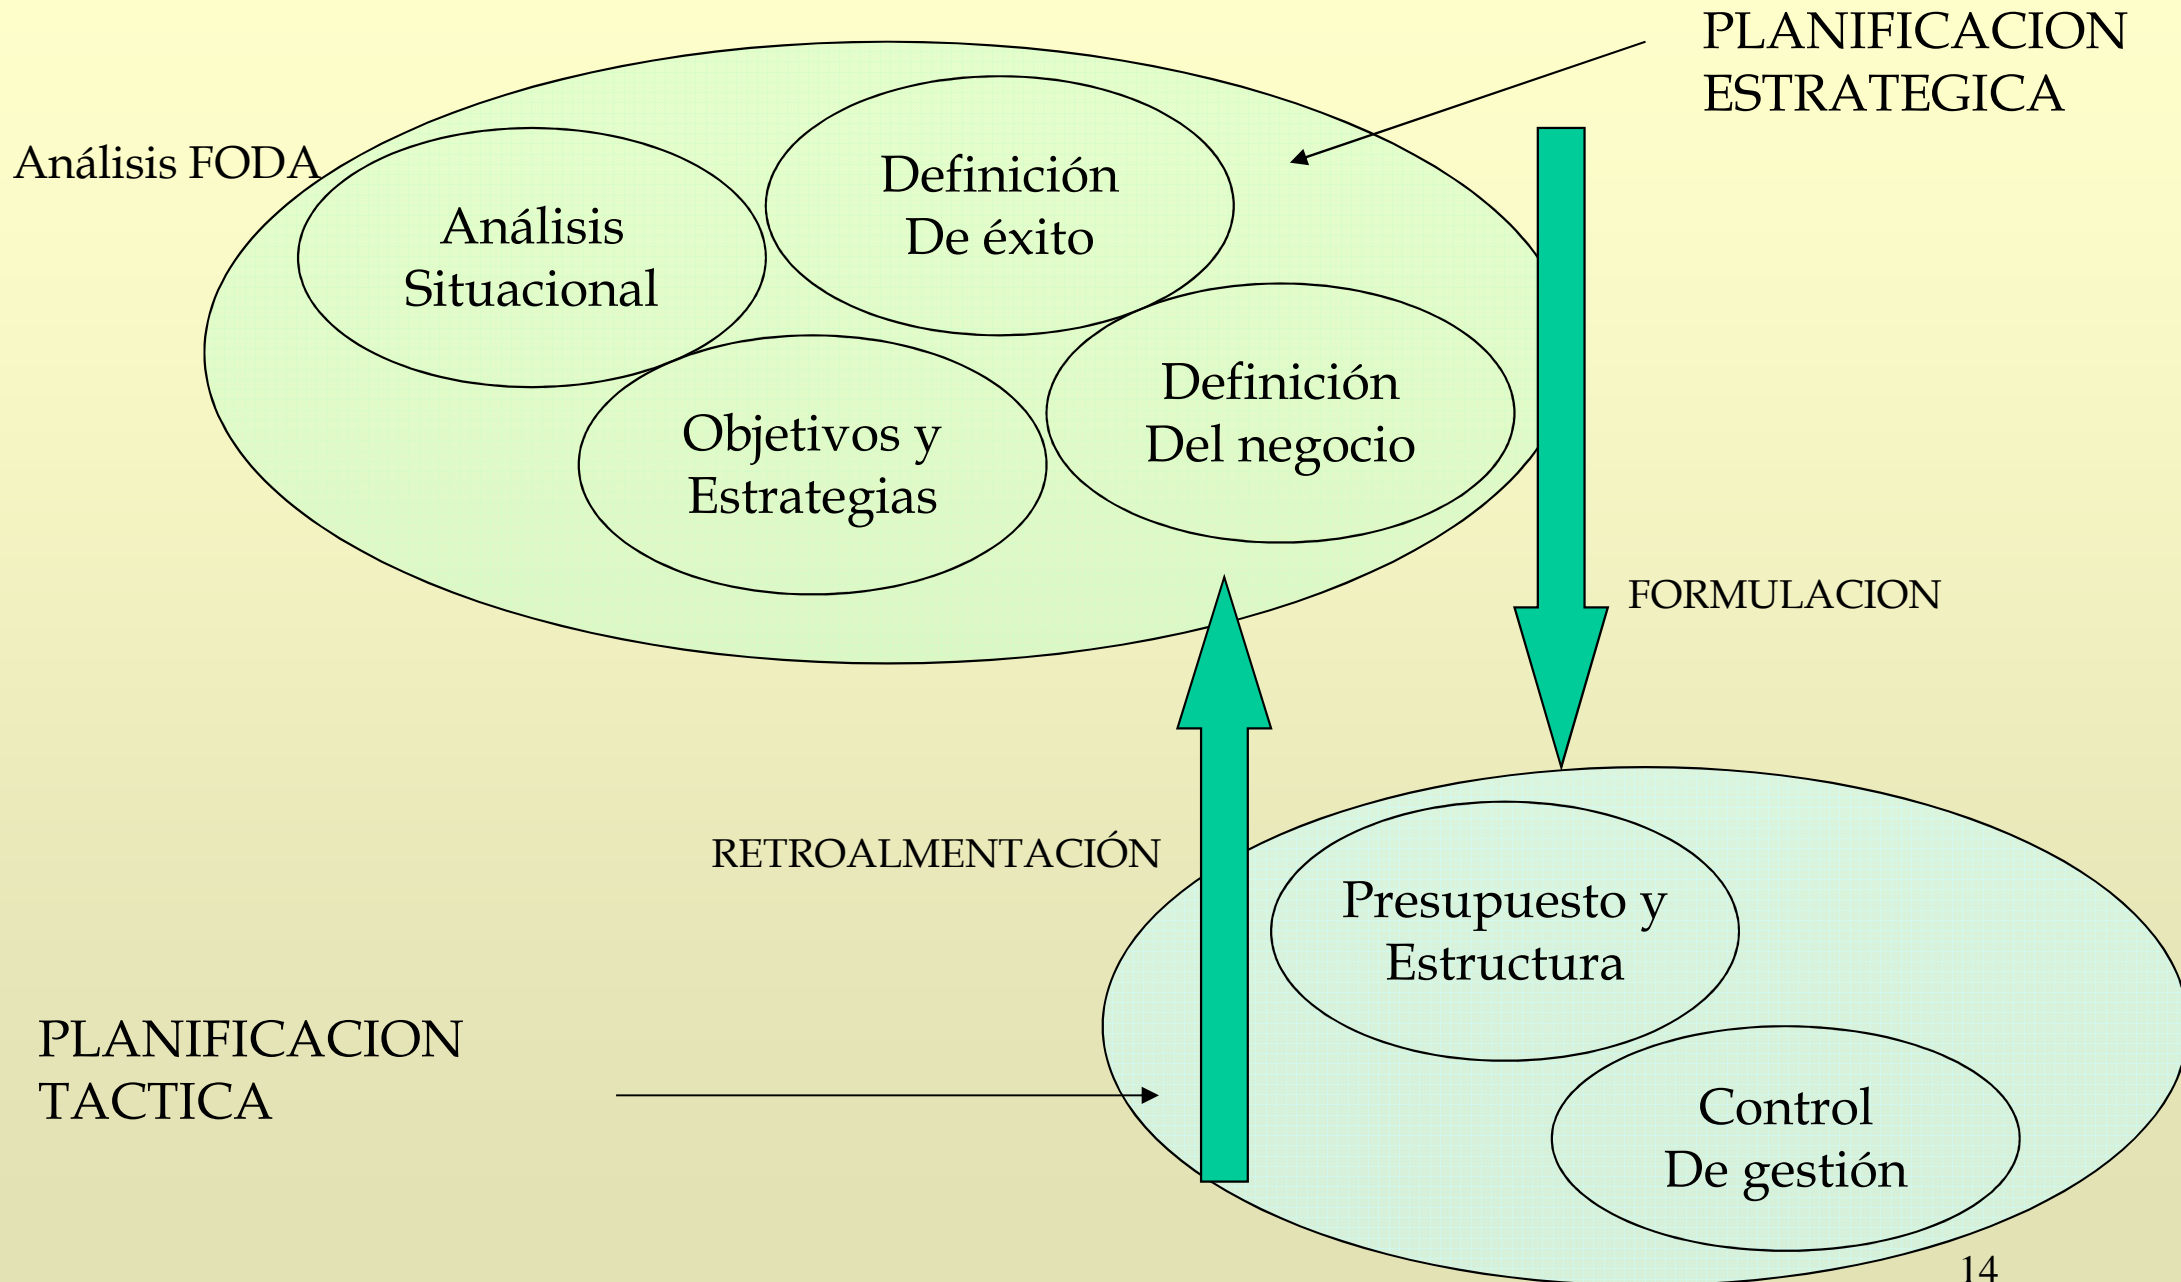 PLANIFICACION
ESTRATEGICA
Análisis FODA
Definición
De éxito
Análisis
Situacional
Definición
Del negocio
Objetivos y
Estrategias
FORMULACION
RETROALMENTACIÓN
Presupuesto y
Estructura
PLANIFICACION
TACTICA
Control
De gestión
14